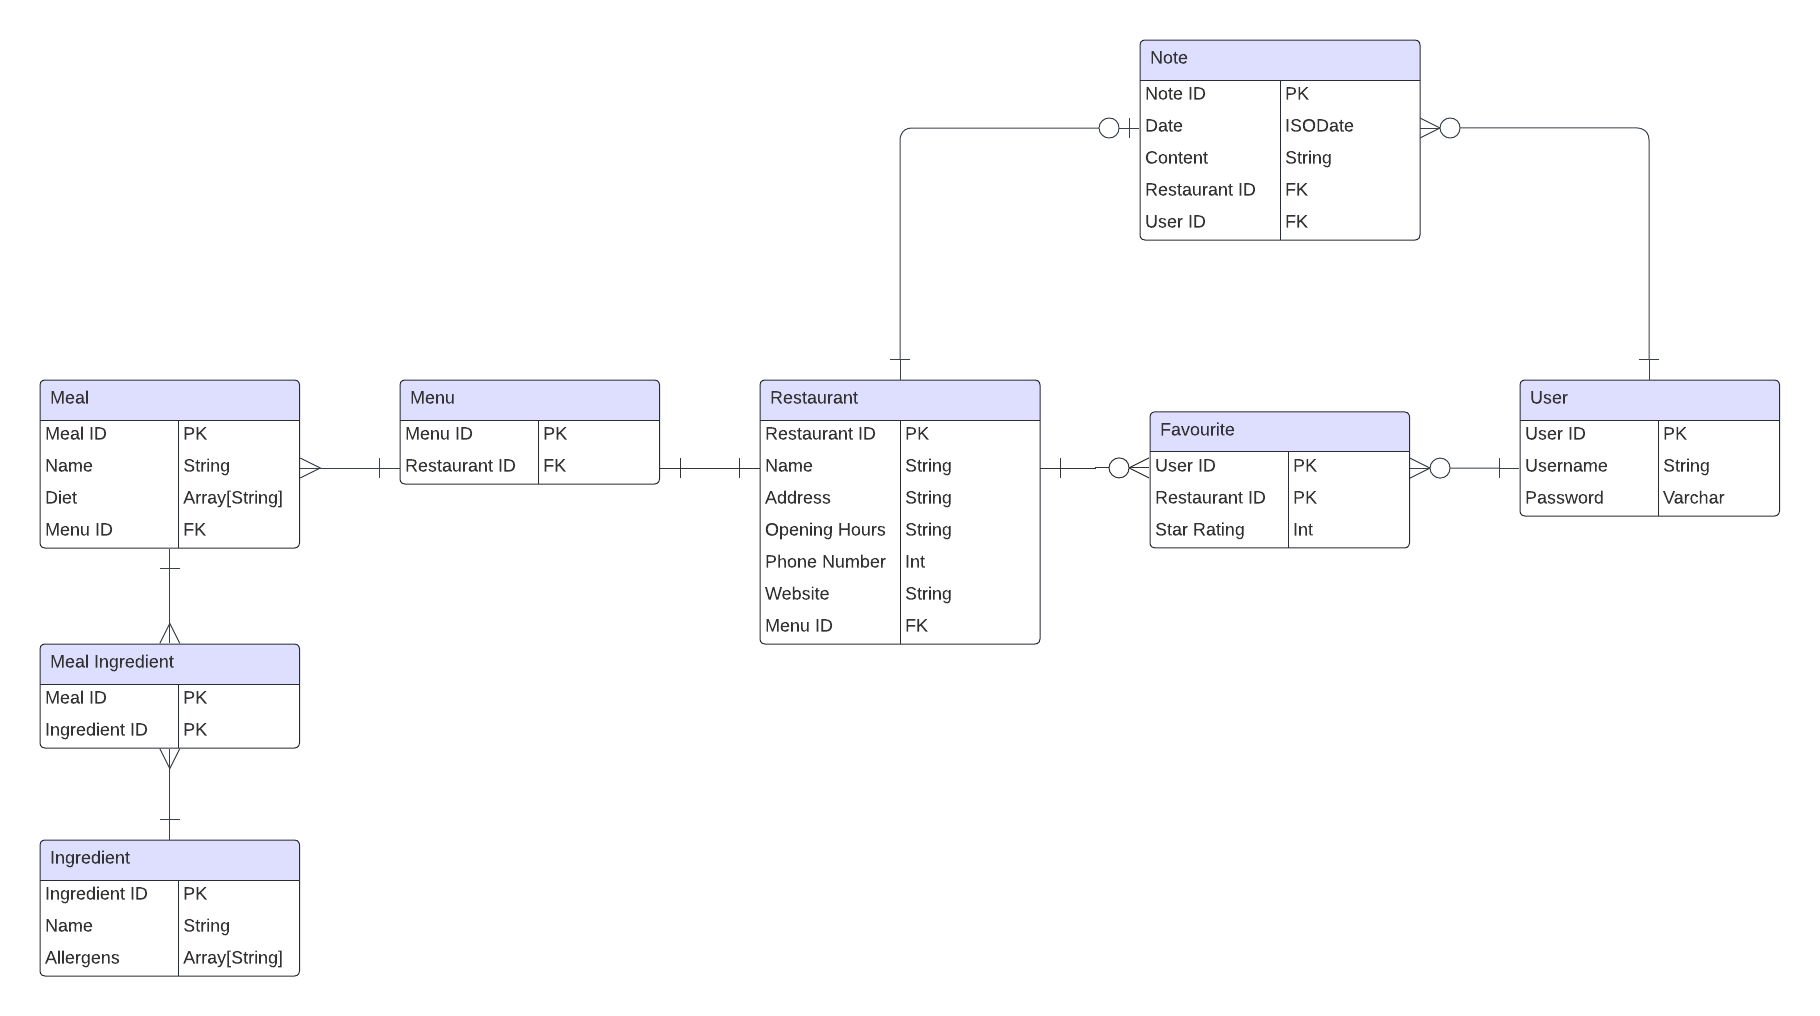 Note
Note ID PK
Date ISODate
Content String
Restaurant ID FK
User ID FK
Meal
Meal ID PK
Name String
Diet Array[String]
Menu ID FK
Menu
Menu ID PK
Restaurant ID FK
Restaurant
Restaurant ID PK
Name String
Address String
Opening Hours String
Phone Number Int
Website String
Menu ID FK
Favourite
User ID PK
Restaurant ID PK
Star Rating Int
User
User ID PK
Username String
Password Varchar
Meal Ingredient
Meal ID PK
Ingredient ID PK
Ingredient
Ingredient ID PK
Name String
Allergens Array[String]